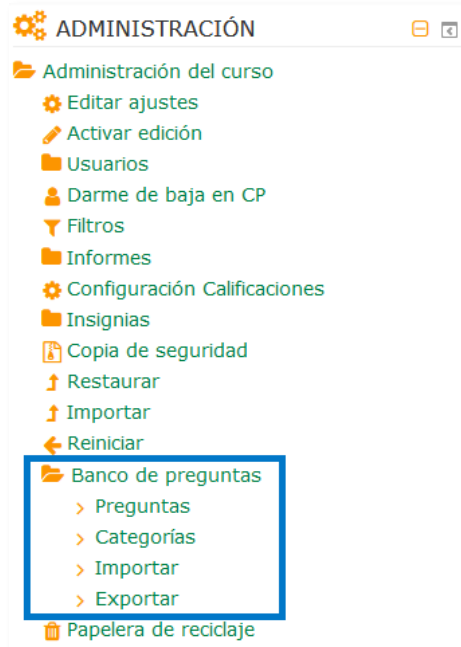 ADMINISTRACIÓN
Administración del curso
Editar ajustes
Activar edición
Usuarios
Darme de baja en CP
Filtros
Informes
Configuración Calificaciones
Insignias
Copia de seguridad
Restaurar
Importar
Reiniciar
Banco de preguntas
Preguntas
Categorías
Importar
Exportar
Papelera de reciclaje